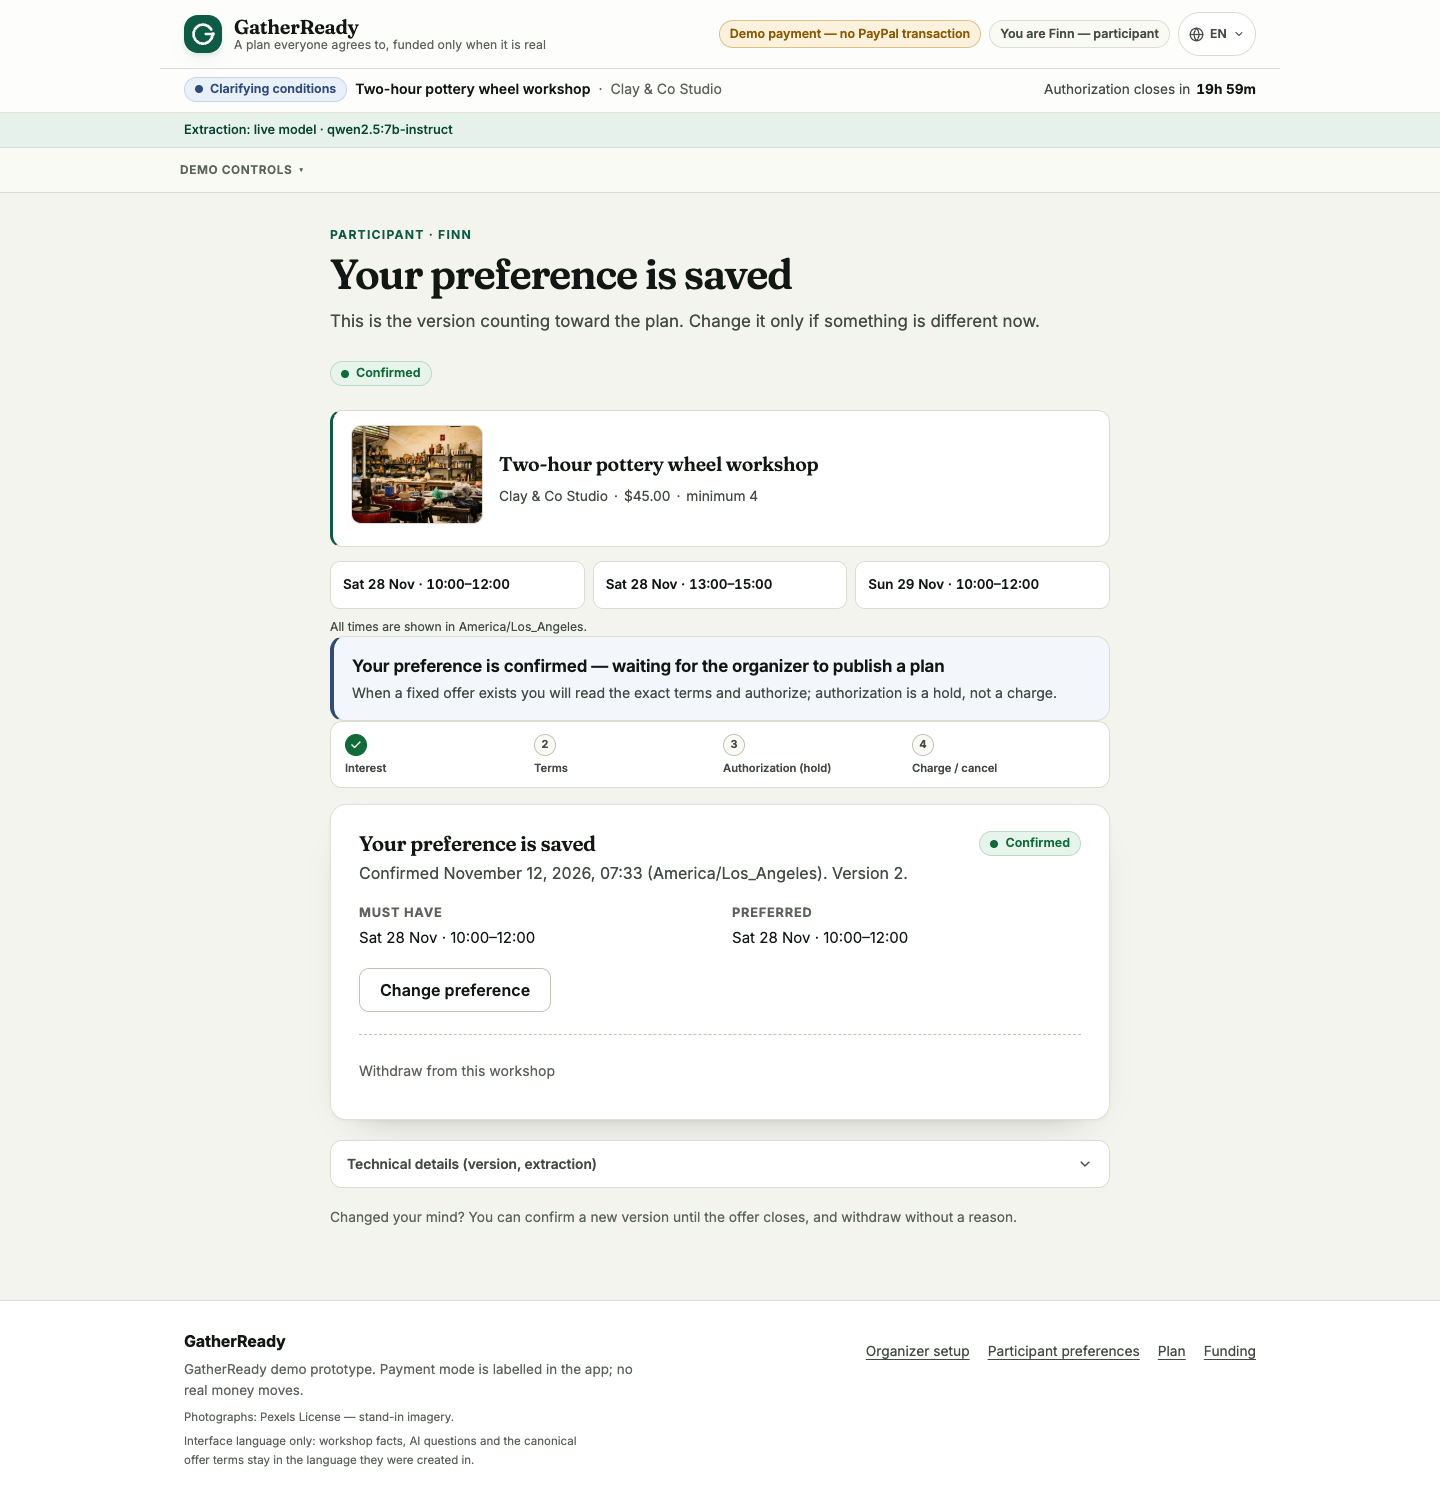 GatherReady
A plan everyone agrees to, funded only when it is real
Demo payment — no PayPal transaction
You are Finn — participant
EN
Clarifying conditions
Two-hour pottery wheel workshop · Clay & Co Studio
Authorization closes in 19h 59m
Extraction: live model · qwen2.5:7b-instruct
DEMO CONTROLS
PARTICIPANT · FINN
Your preference is saved
This is the version counting toward the plan. Change it only if something is different now.
Confirmed
Two-hour pottery wheel workshop
Clay & Co Studio · $45.00 · minimum 4
Sat 28 Nov · 10:00–12:00
Sat 28 Nov · 13:00–15:00
Sun 29 Nov · 10:00–12:00
All times are shown in America/Los_Angeles.
Your preference is confirmed — waiting for the organizer to publish a plan
When a fixed offer exists you will read the exact terms and authorize; authorization is a hold, not a charge.
Interest
2
Terms
3
Authorization (hold)
4
Charge / cancel
Your preference is saved
Confirmed
Confirmed November 12, 2026, 07:33 (America/Los_Angeles). Version 2.
MUST HAVE
Sat 28 Nov · 10:00–12:00
PREFERRED
Sat 28 Nov · 10:00–12:00
Change preference
Withdraw from this workshop
Technical details (version, extraction)
Changed your mind? You can confirm a new version until the offer closes, and withdraw without a reason.
GatherReady
GatherReady demo prototype. Payment mode is labelled in the app; no
real money moves.
Photographs: Pexels License — stand-in imagery.
Interface language only: workshop facts, AI questions and the canonical
offer terms stay in the language they were created in.
Organizer setup
Participant preferences
Plan
Funding